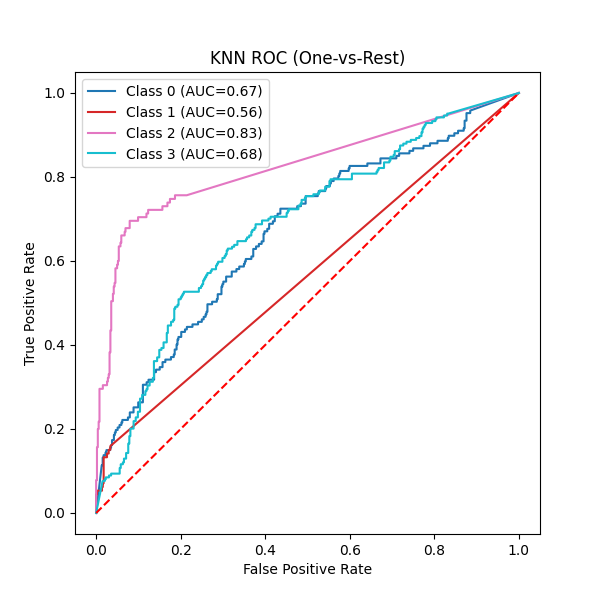 KNN ROC (One-vs-Rest)
Class 0 (AUC=0.67)
Class 1 (AUC=0.56)
Class 2 (AUC=0.83)
Class 3 (AUC=0.68)
True Positive Rate
1.0
0.8
0.6
0.4
0.2
0.0
0.0 0.2 0.4 0.6 0.8 1.0
False Positive Rate